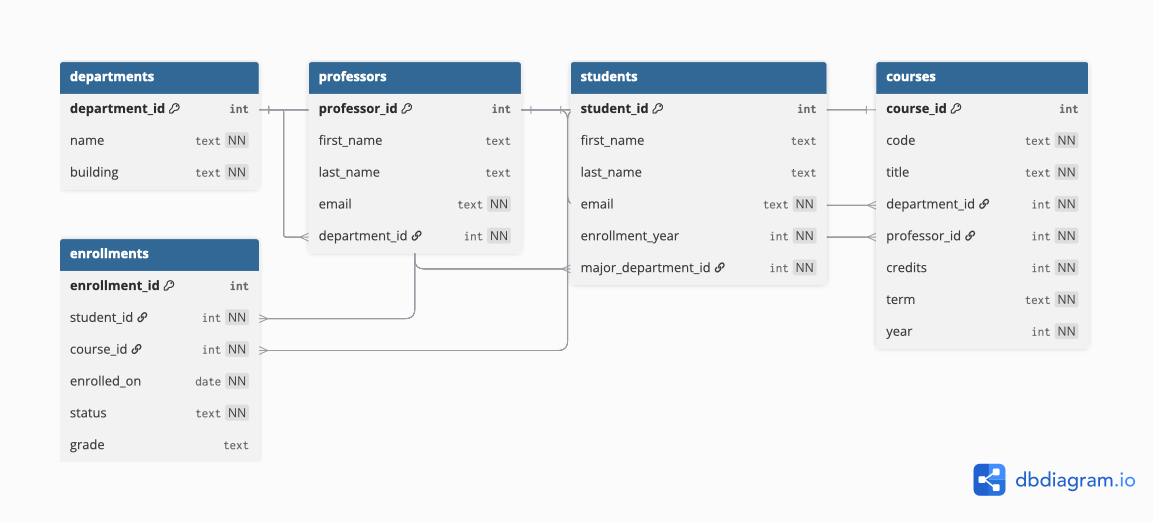 departments
department_id int
name text NN
building text NN
professors
professor_id int
first_name text
last_name text
email text NN
department_id int NN
students
student_id int
first_name text
last_name text
email text NN
enrollment_year int NN
major_department_id int NN
courses
course_id int
code text NN
title text NN
department_id int NN
professor_id int NN
credits int NN
term text NN
year int NN
enrollments
enrollment_id int
student_id int NN
course_id int NN
enrolled_on date NN
status text NN
grade text
dbdiagram.io